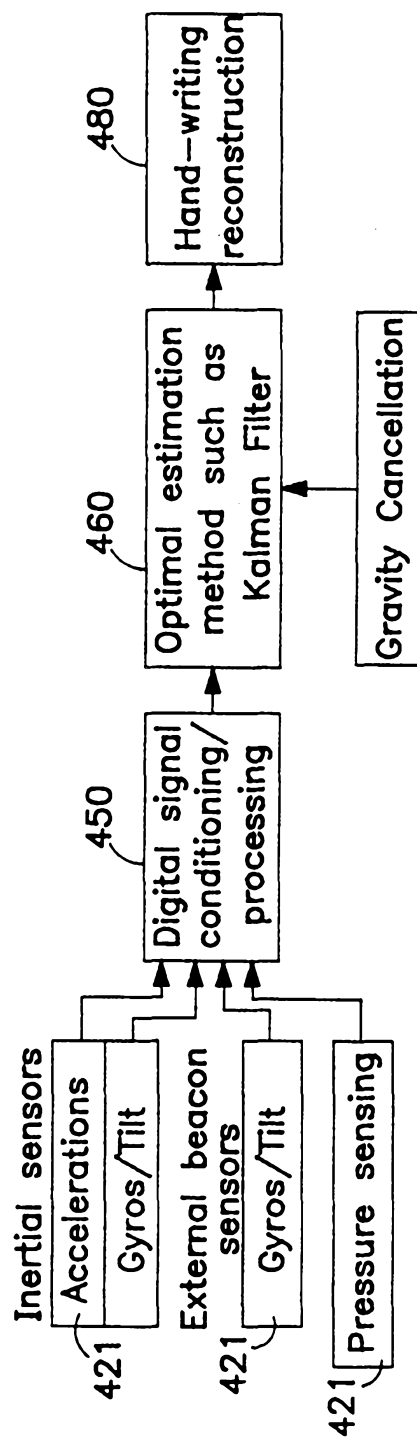 Inertial sensors
Accelerations
Gyros/Tilt
421
External beacon
sensors
Gyros/Tilt
421
Pressure sensing
421
450
Digital signal
conditioning/
processing
460
Optimal estimation
method such as
Kalman Filter
Gravity Cancellation
480
Hand-writing
reconstruction